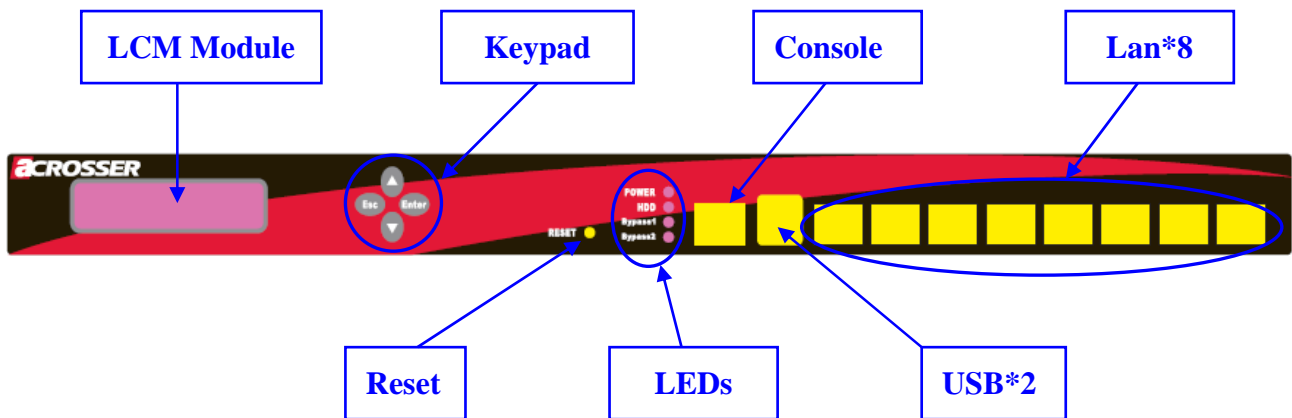 LCM Module
Keypad
Console
Lan*8
aCROSSER
Esc
Enter
POWER
HDD
Bypass1
Bypass2
RESET
Reset
LEDs
USB*2